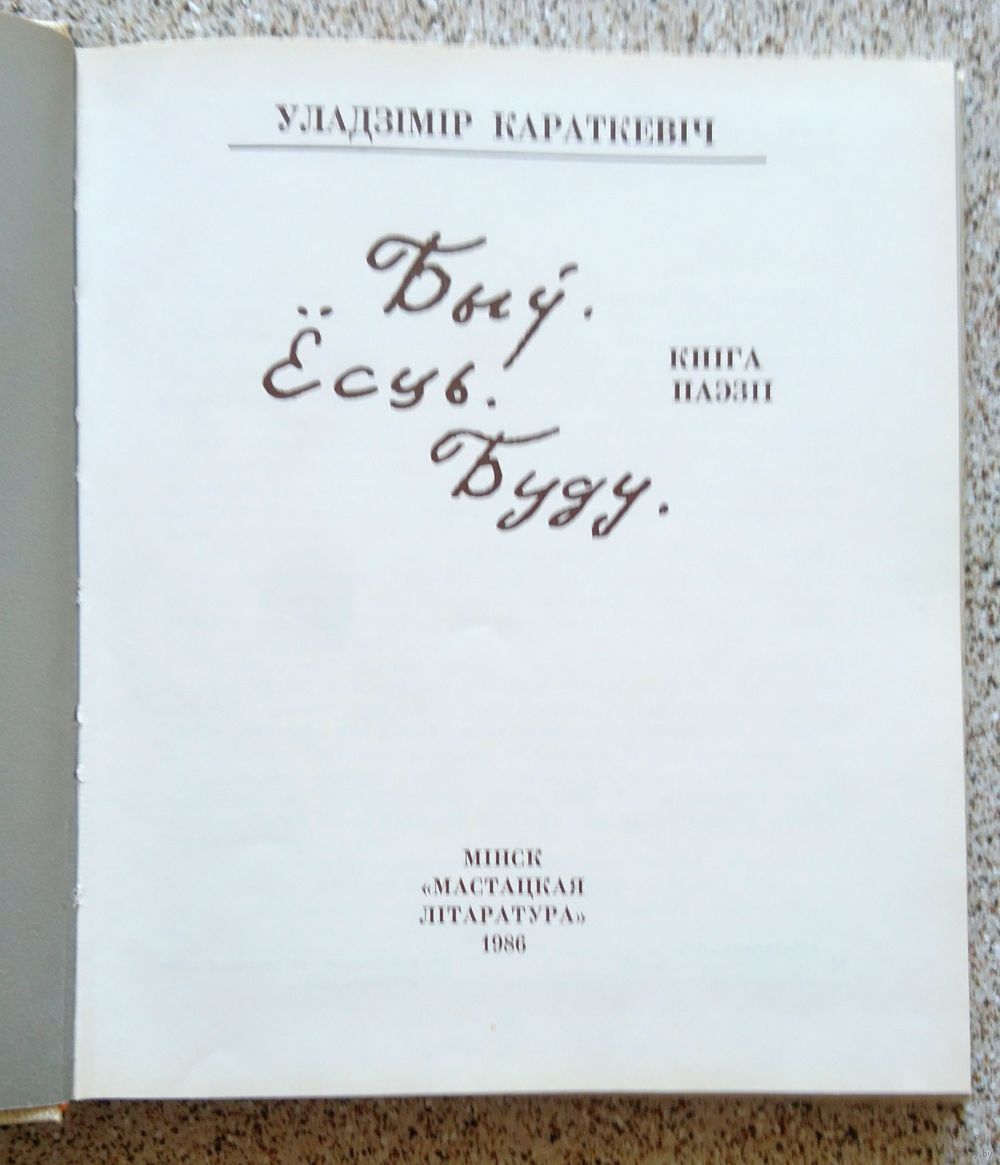 УЛАДЗІМІР КАРАТКЕВІЧ
Быў.
Ёсць.
Буду.
КНІГА
ПАЭЗІІ
МІНСК
«МАСТАЦКАЯ
ЛІТАРАТУРА»
1986